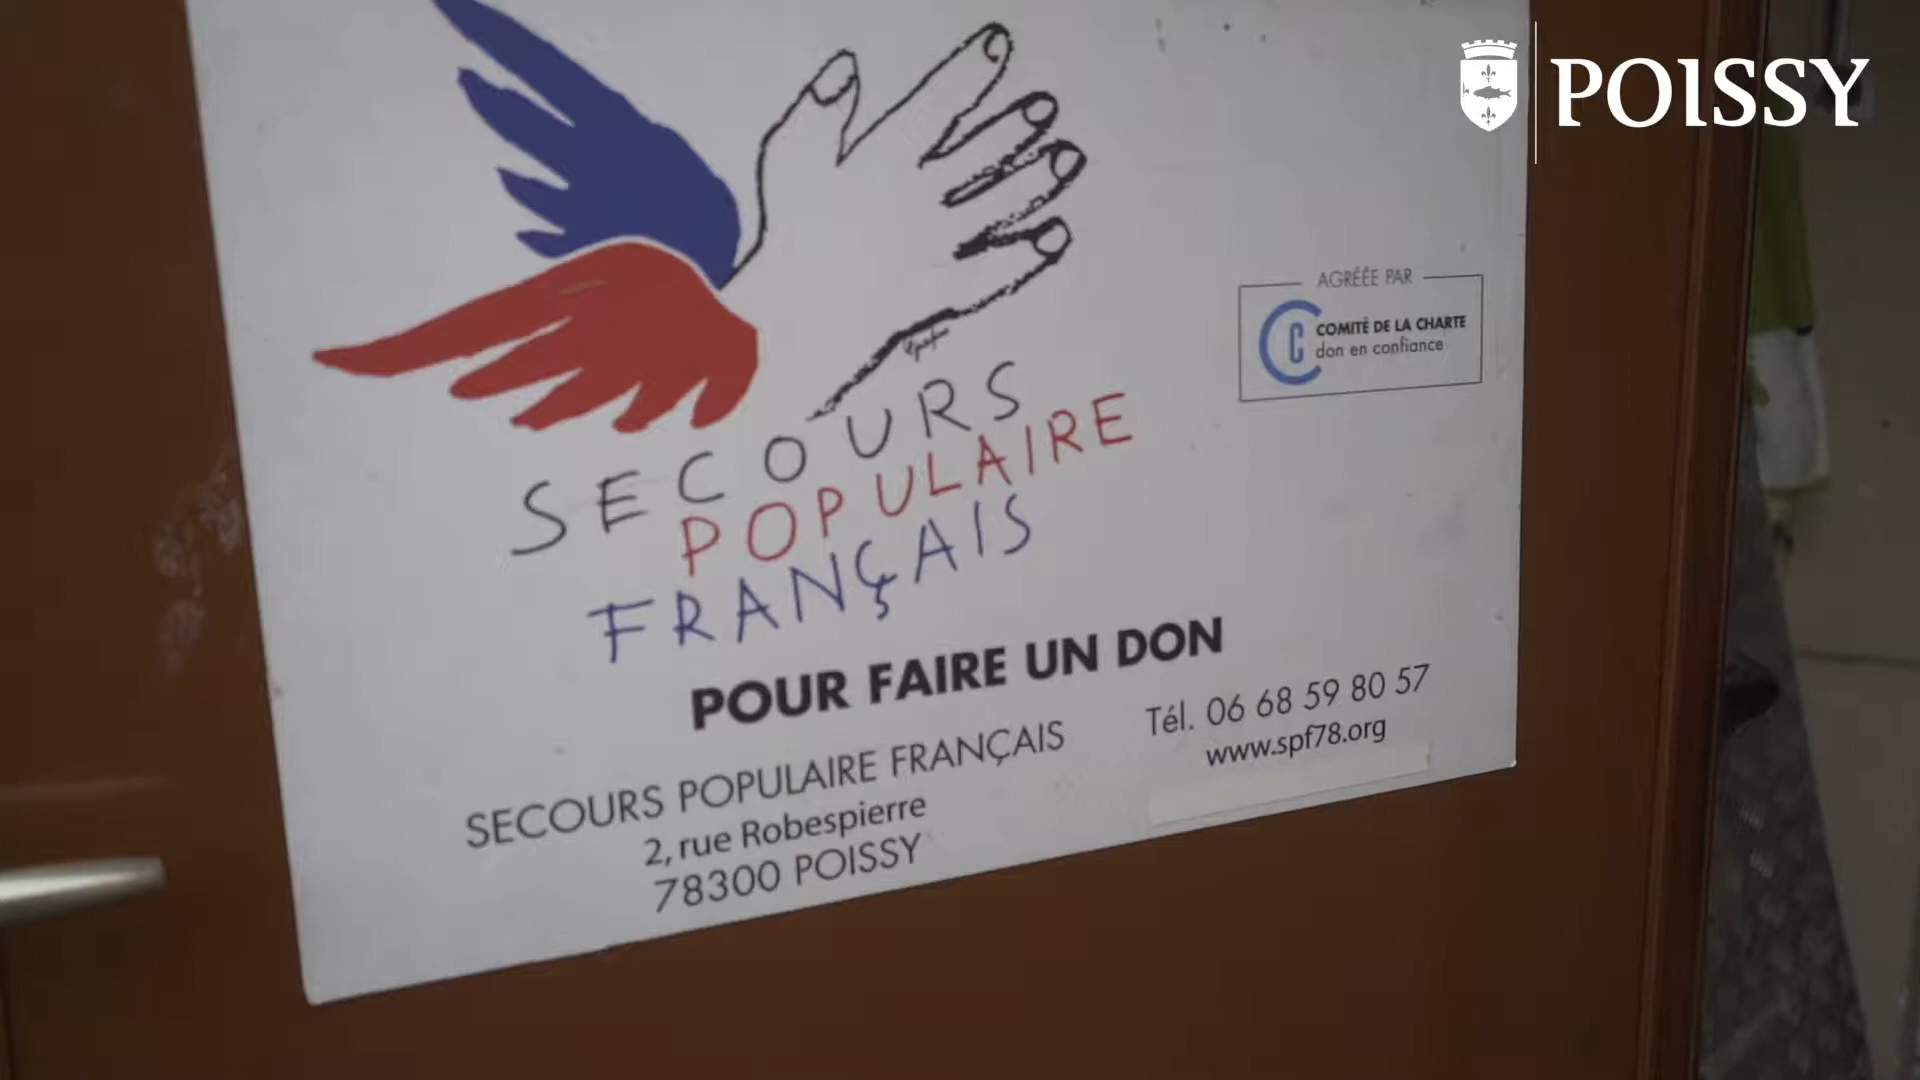 POISSY
AGRÉÉE PAR
COMITÉ DE LA CHARTE
don en confiance
SECOURS
POPULAIRE
FRANÇAIS
POUR FAIRE UN DON
SECOURS POPULAIRE FRANÇAIS
2, rue Robespierre
78300 POISSY
Tél. 06 68 59 80 57
www.spf78.org